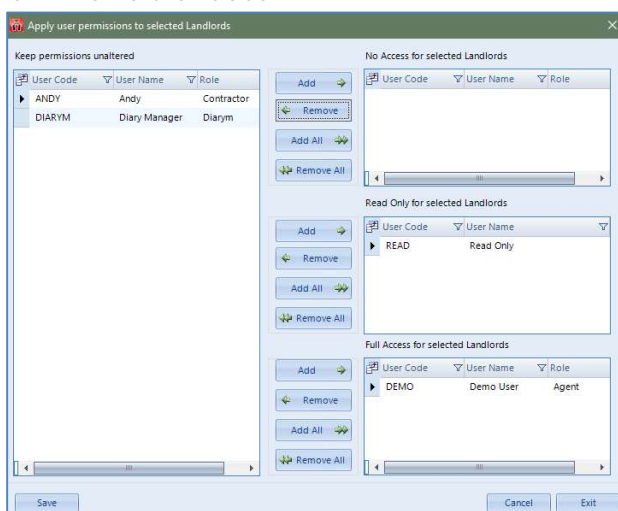 Apply user permissions to selected Landlords
Keep permissions unaltered
User Code User Name Role
ANDY Andy Contractor
DIARYM Diary Manager Diarym
Add
Remove
Add All
Remove All
Add
Remove
Add All
Remove All
Add
Remove
Add All
Remove All
No Access for selected Landlords
User Code User Name Role
Read Only for selected Landlords
User Code User Name
READ Read Only
Full Access for selected Landlords
User Code User Name Role
DEMO Demo User Agent
Save
Cancel
Exit